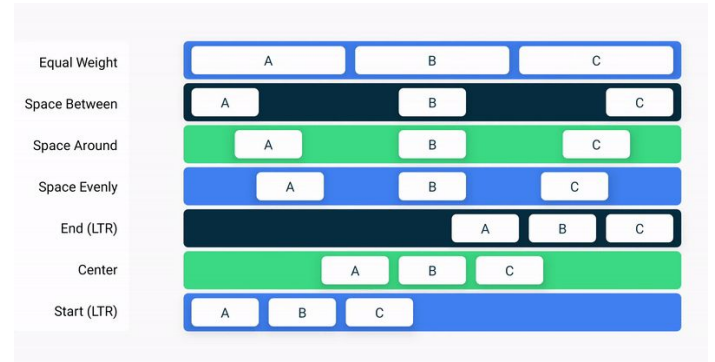 Equal Weight A B C
Space Between A B C
Space Around A B C
Space Evenly A B C
End (LTR) A B C
Center A B C
Start (LTR) A B C